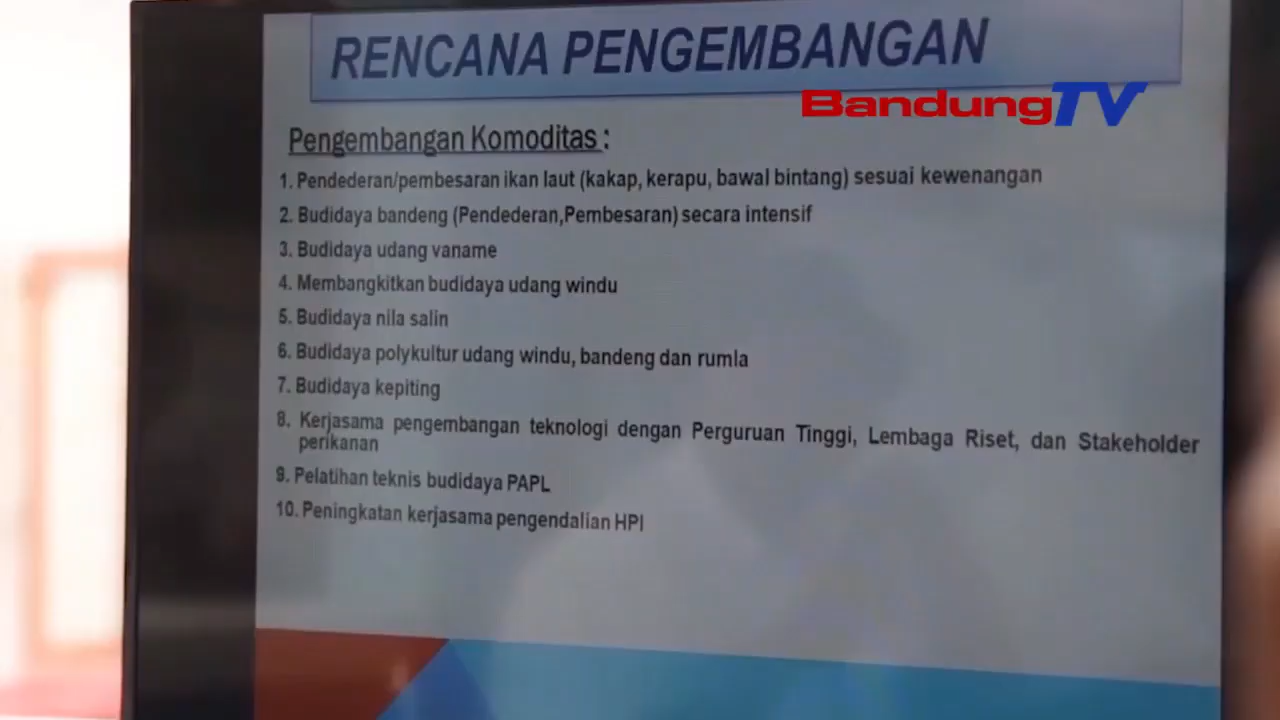 RENCANA PENGEMBANGAN
BandungTV
Pengembangan Komoditas :
1. Pendederan/pembesaran ikan laut (kakap, kerapu, bawal bintang) sesuai kewenangan
2. Budidaya bandeng (Pendederan,Pembesaran) secara intensif
3. Budidaya udang vaname
4. Membangkitkan budidaya udang windu
5. Budidaya nila salin
6. Budidaya polykultur udang windu, bandeng dan rumla
7. Budidaya kepiting
8. Kerjasama pengembangan teknologi dengan Perguruan Tinggi, Lembaga Riset, dan Stakeholder
perikanan
9. Pelatihan teknis budidaya PAPL
10. Peningkatan kerjasama pengendalian HPI